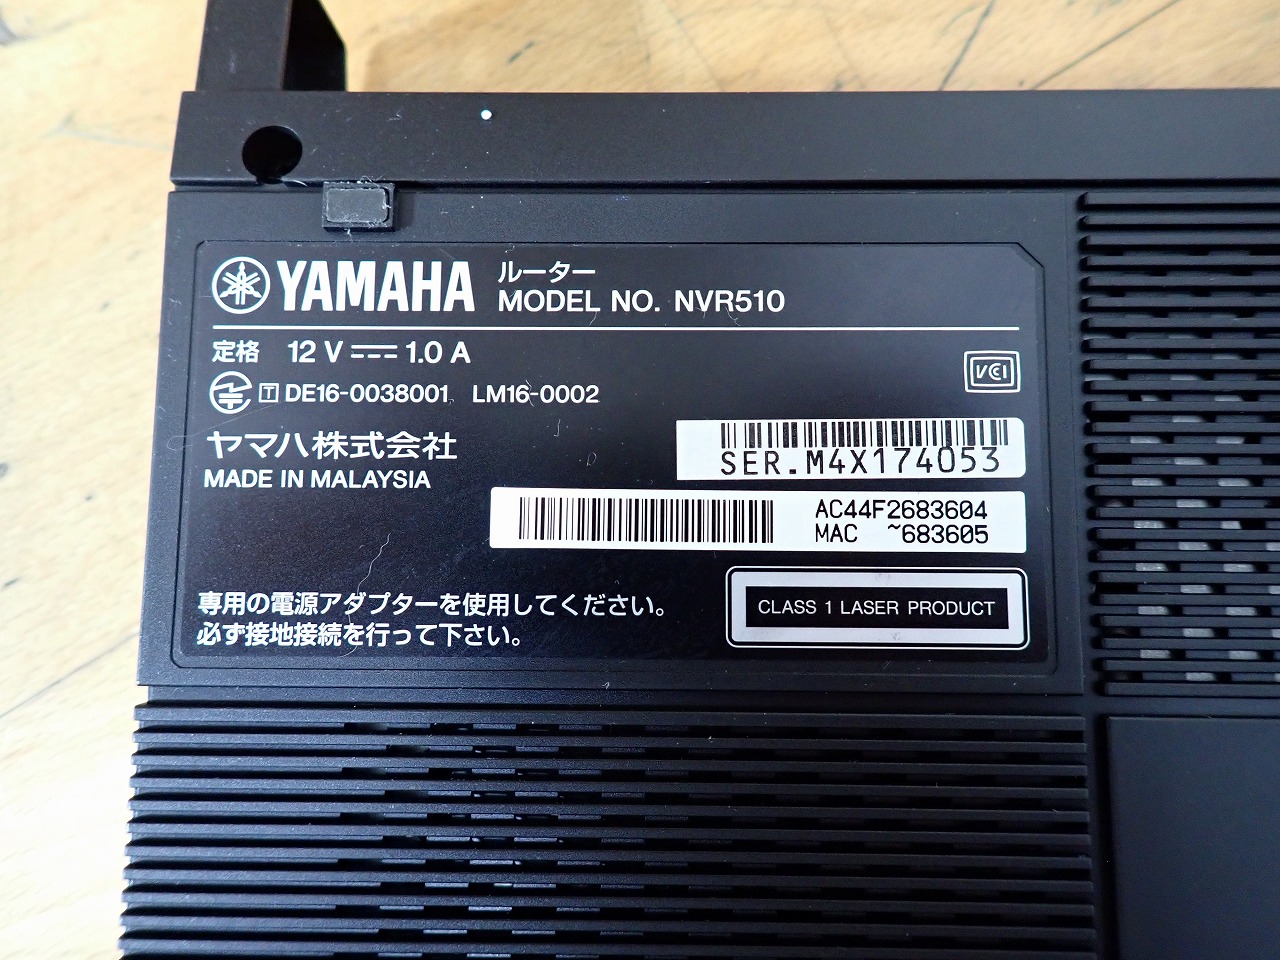 YAMAHA ルーター
MODEL NO. NVR510
定格 12 V 1.0 A
T DE16-0038001 LM16-0002
VCI
ヤマハ株式会社
MADE IN MALAYSIA
SER.M4X174053
AC44F2683604
MAC ~683605
専用の電源アダプターを使用してください。
必ず接地接続を行って下さい。
CLASS 1 LASER PRODUCT